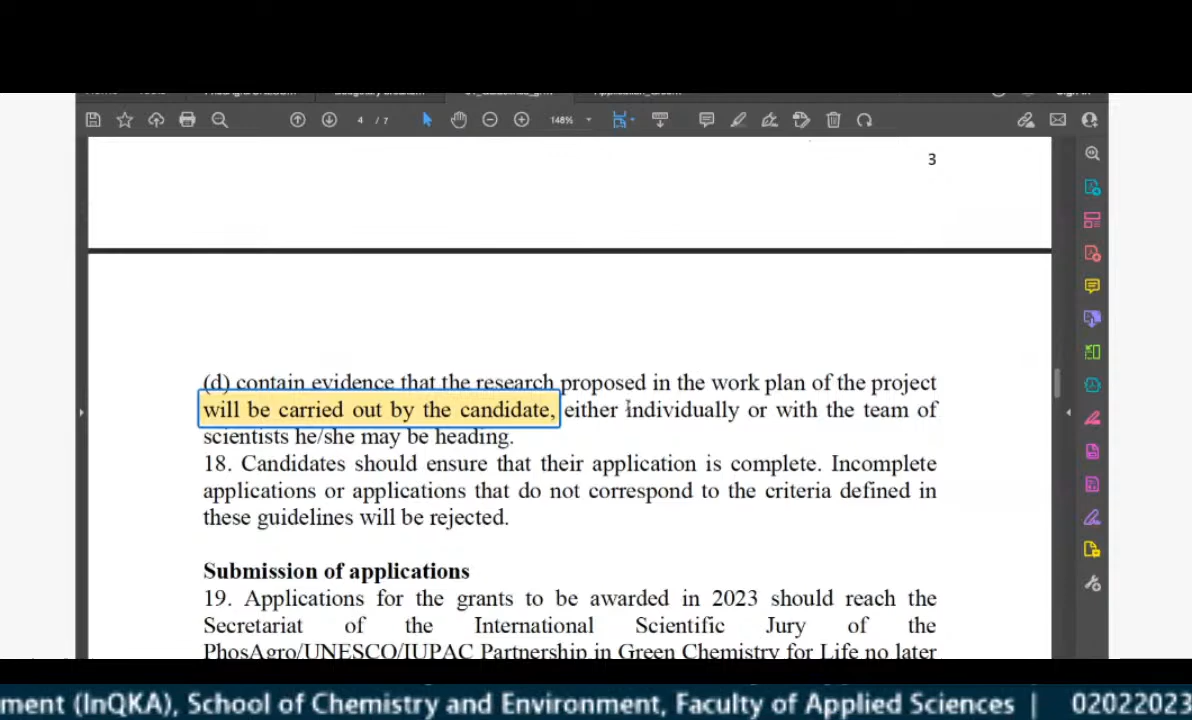 4 / 7
148%
3
(d) contain evidence that the research proposed in the work plan of the project
will be carried out by the candidate, either individually or with the team of
scientists he/she may be heading.
18. Candidates should ensure that their application is complete. Incomplete
applications or applications that do not correspond to the criteria defined in
these guidelines will be rejected.
Submission of applications
19. Applications for the grants to be awarded in 2023 should reach the
Secretariat of the International Scientific Jury of the
PhosAgro/UNESCO/IUPAC Partnership in Green Chemistry for Life no later
ment (InQKA), School of Chemistry and Environment, Faculty of Applied Sciences | 02022023